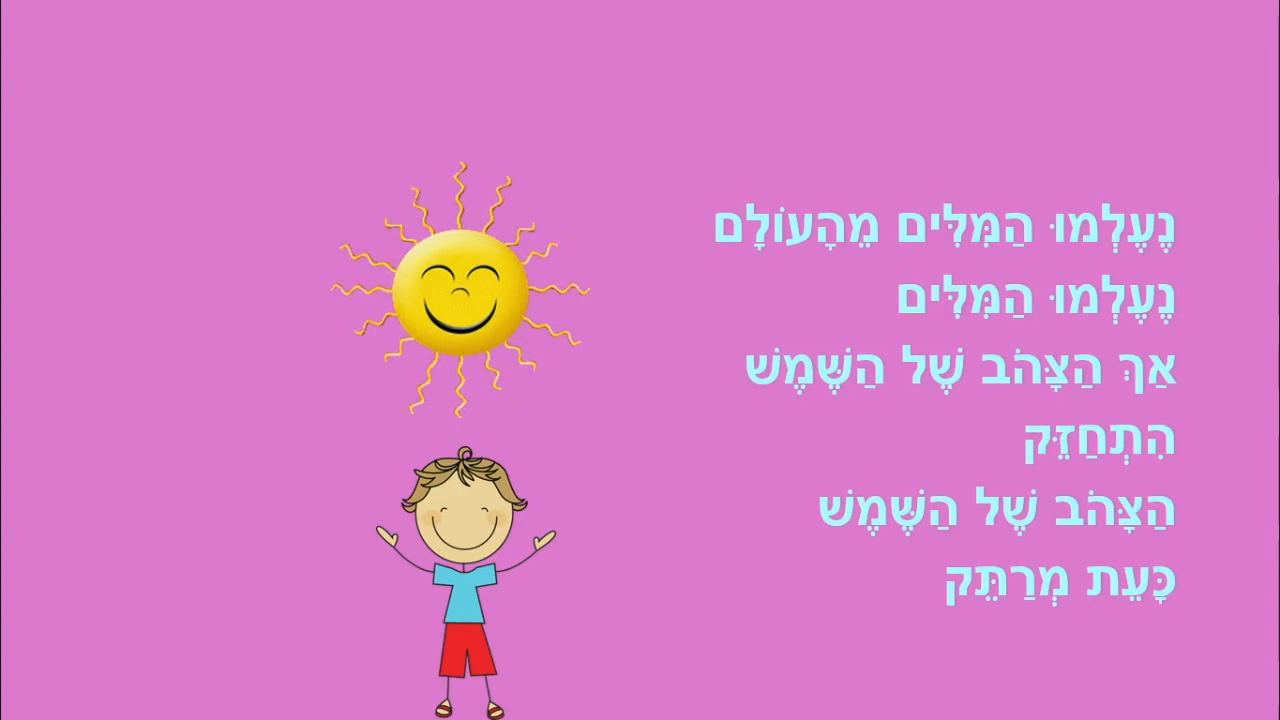 נֶעֶלְמוּ הַמִּלִּים מֵהָעוֹלָם
נֶעֶלְמוּ הַמִּלִּים
אַךְ הַצָּהֹב שֶׁל הַשֶּׁמֶשׁ
הִתְחַזֵּק
הַצָּהֹב שֶׁל הַשֶּׁמֶשׁ
כָּעֵת מְרַתֵּק